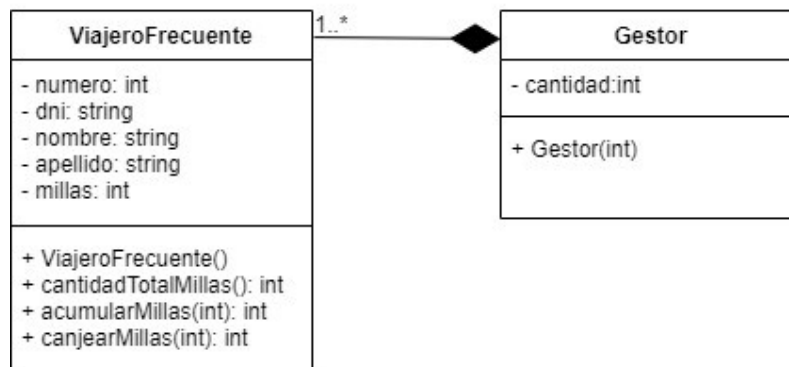 ViajeroFrecuente
- numero: int
- dni: string
- nombre: string
- apellido: string
- millas: int
+ ViajeroFrecuente()
+ cantidadTotalMillas(): int
+ acumularMillas(int): int
+ canjearMillas(int): int
1..*
Gestor
- cantidad:int
+ Gestor(int)